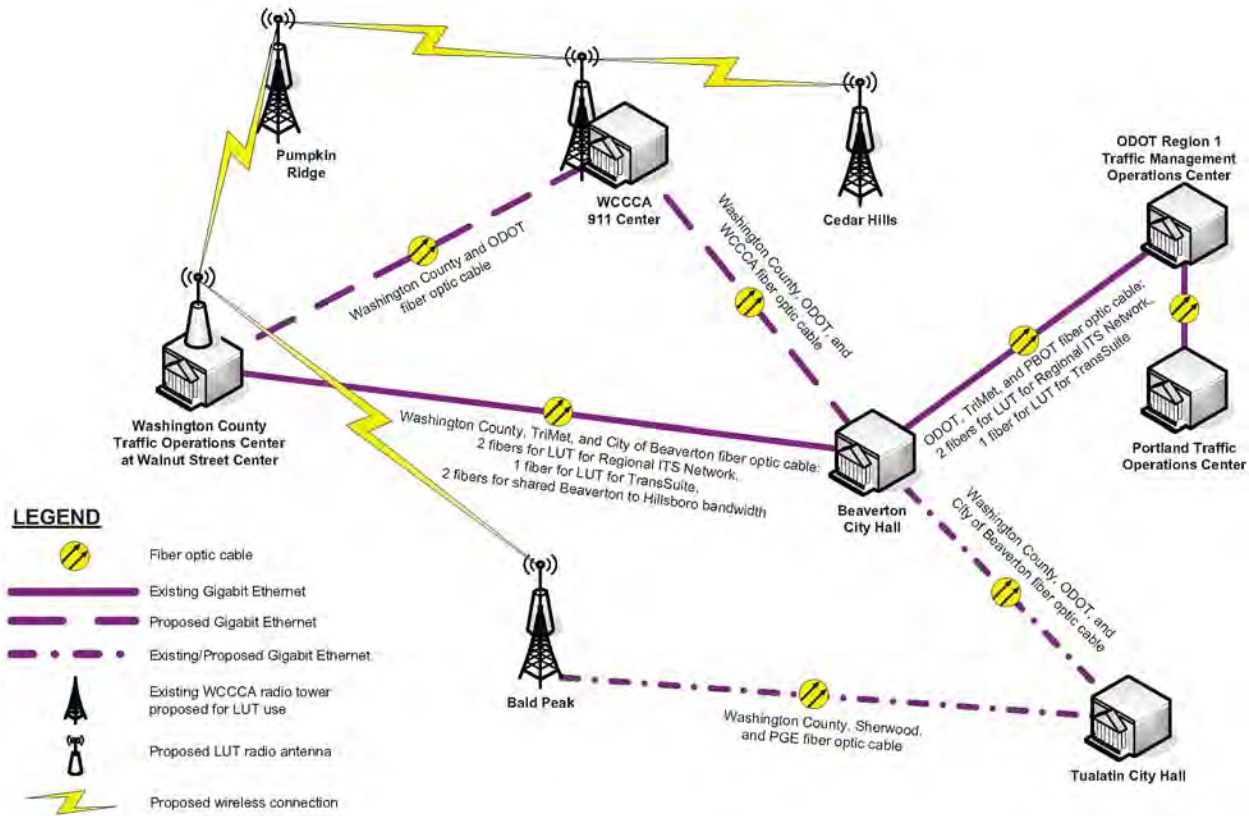 Pumpkin
Ridge
WCCCA
911 Center
Cedar Hills
ODOT Region 1
Traffic Management
Operations Center
Washington County and ODOT
fiber optic cable
Washington County, ODOT, and
WCCCA fiber optic cable
Washington County
Traffic Operations Center
at Walnut Street Center
Washington County, TriMet, and City of Beaverton fiber optic cable:
2 fibers for LUT for Regional ITS Network,
1 fiber for LUT for TransSuite,
2 fibers for shared Beaverton to Hillsboro bandwidth
ODOT, TriMet, and PBOT fiber optic cable:
2 fibers for LUT for Regional ITS Network,
1 fiber for LUT for TransSuite
Portland Traffic
Operations Center
Beaverton
City Hall
Washington County, ODOT, and
City of Beaverton fiber optic cable
Bald Peak
Washington County, Sherwood,
and PGE fiber optic cable
Tualatin City Hall
LEGEND
Fiber optic cable
Existing Gigabit Ethernet
Proposed Gigabit Ethernet
Existing/Proposed Gigabit Ethernet
Existing WCCCA radio tower
proposed for LUT use
Proposed LUT radio antenna
Proposed wireless connection